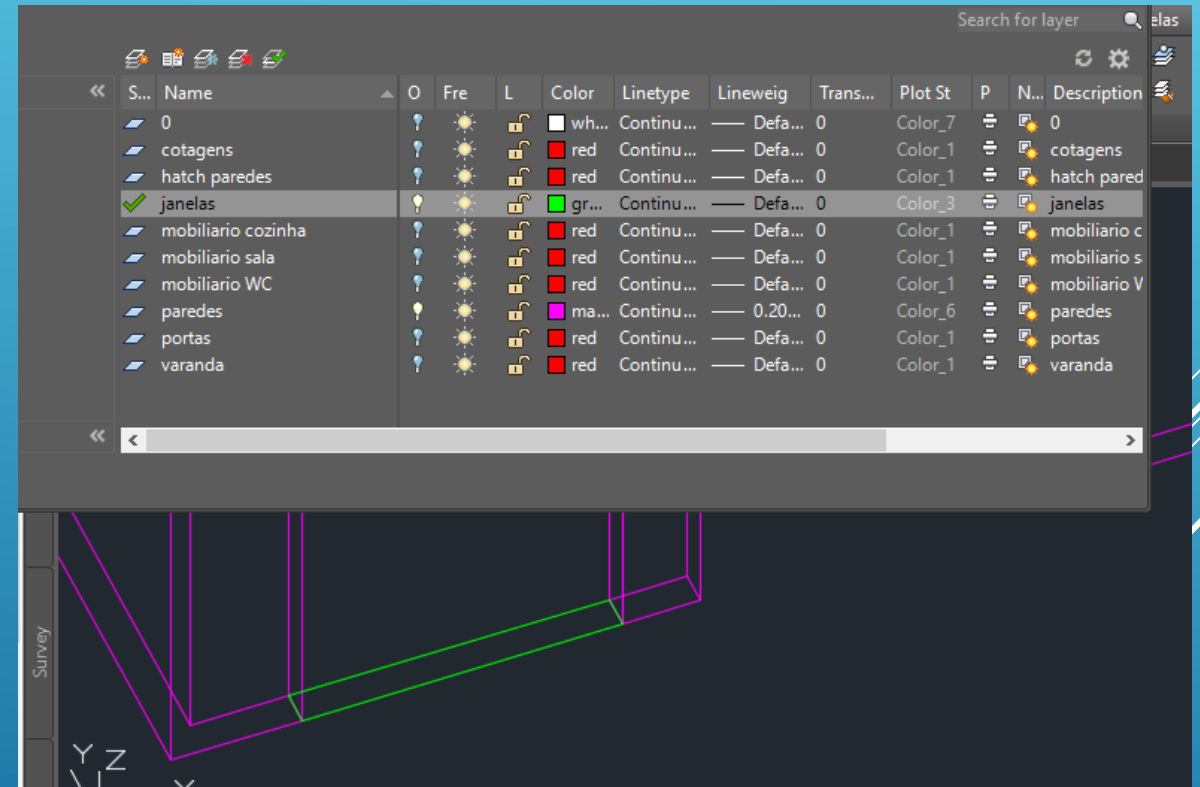 Search for layer
elas
S... Name O Fre L Color Linetype Lineweig Trans... Plot St P N... Description
0 wh... Continu... Defa... 0 Color_7 0
cotagens red Continu... Defa... 0 Color_1 cotagens
hatch paredes red Continu... Defa... 0 Color_1 hatch pared
janelas gr... Continu... Defa... 0 Color_3 janelas
mobiliario cozinha red Continu... Defa... 0 Color_1 mobiliario c
mobiliario sala red Continu... Defa... 0 Color_1 mobiliario s
mobiliario WC red Continu... Defa... 0 Color_1 mobiliario W
paredes ma... Continu... 0.20... 0 Color_6 paredes
portas red Continu... Defa... 0 Color_1 portas
varanda red Continu... Defa... 0 Color_1 varanda
Survey
Y Z
X